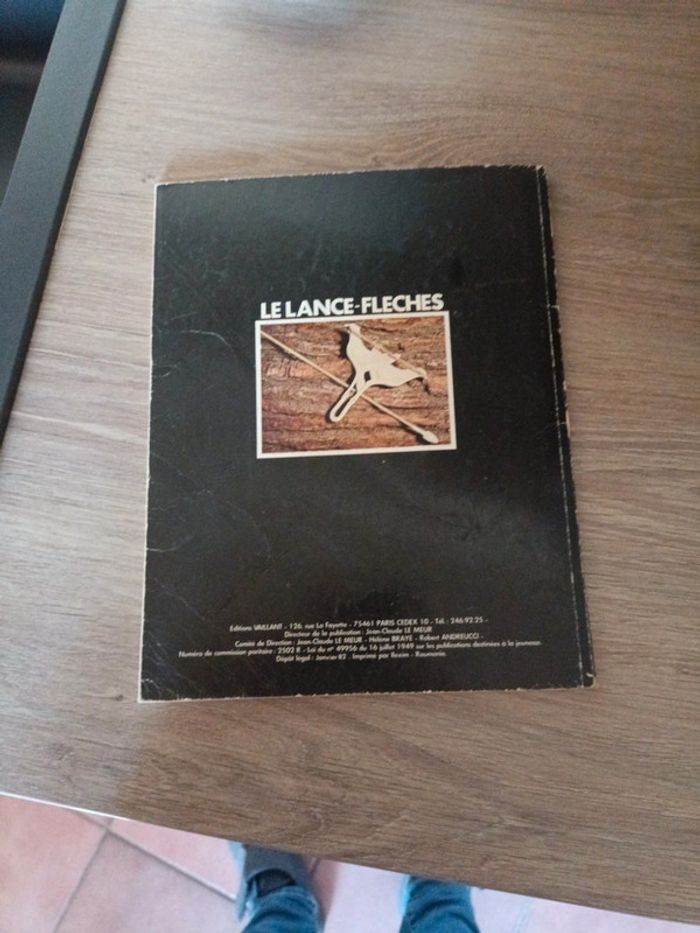 LE LANCE-FLECHES
Editions VAILLANT - 126, rue La Fayette - 75461 PARIS CEDEX 10 - Tél. : 246.92.25 -
Directeur de la publication : Jean-Claude LE MEUR
Comité de Direction : Jean-Claude LE MEUR - Hélène BRAYE - Robert ANDREUCCI -
Numéro de commission paritaire : 2502 R - Loi du n° 49956 du 16 juillet 1949 sur les publications destinées à la jeunesse.
Dépôt légal : Janvier 82 . Imprimé par Ilexim - Roumanie.